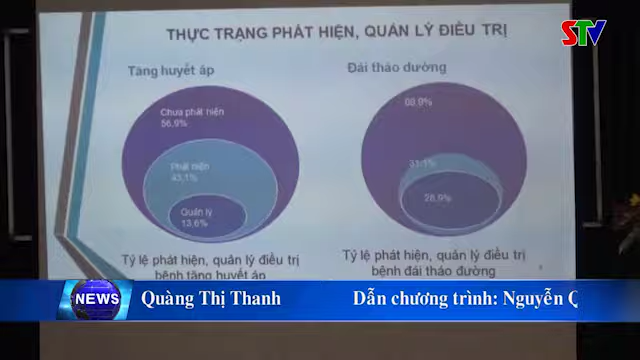 STV
THỰC TRẠNG PHÁT HIỆN, QUẢN LÝ ĐIỀU TRỊ
Tăng huyết áp
Đái tháo đường
Chưa phát hiện
56,9%
Phát hiện
43,1%
Quản lý
13,6%
68,9%
31,1%
28,9%
Tỷ lệ phát hiện, quản lý điều trị
bệnh tăng huyết áp
Tỷ lệ phát hiện, quản lý điều trị
bệnh đái tháo đường
NEWS
Quàng Thị Thanh
Dẫn chương trình: Nguyễn